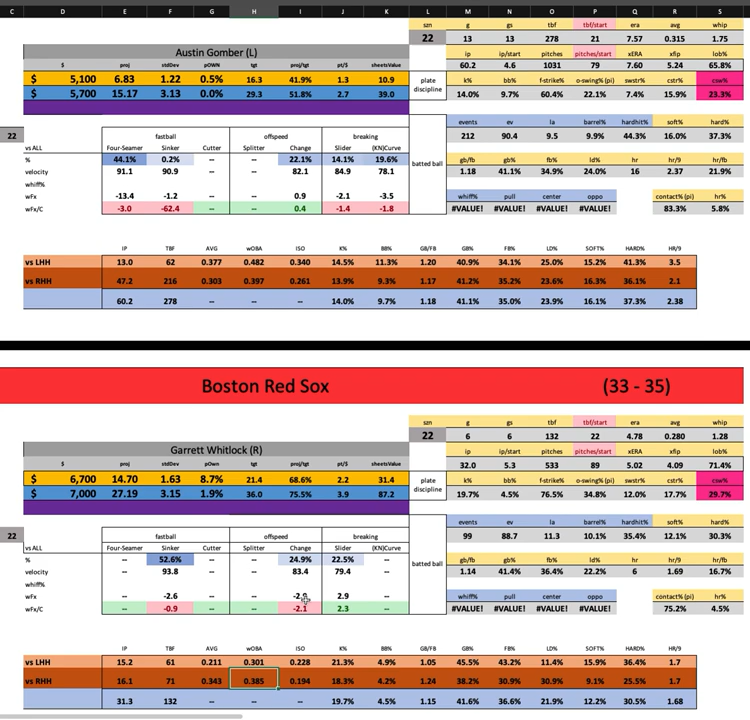 C D E F G H I J K L M N O P Q R S
szn g gs tbf tbf/start era avg whip
22 13 13 278 21 7.57 0.315 1.75
Austin Gomber (L) ip ip/start pitches pitches/start xERA xfip lob%
$ proj stdDev pOWN tgt proj/tgt pt/$ sheetsValue 60.2 4.6 1031 79 7.60 5.24 65.8%
$ 5,100 6.83 1.22 0.5% 16.3 41.9% 1.3 10.9 plate discipline k% bb% f-strike% o-swing% (pi) swstr% cstr% csw%
$ 5,700 15.17 3.13 0.0% 29.3 51.8% 2.7 39.0 14.0% 9.7% 60.4% 22.1% 7.4% 15.9% 23.3%
events ev la barrel% hardhit% soft% hard%
22 fastball offspeed breaking 212 90.4 9.5 9.9% 44.3% 16.0% 37.3%
vs ALL Four-Seamer Sinker Cutter Splitter Change Slider (KN)Curve batted ball
% 44.1% 0.2% -- -- 22.1% 14.1% 19.6% gb/fb gb% fb% ld% hr hr/9 hr/fb
velocity 91.1 90.9 -- -- 82.1 84.9 78.1 1.18 41.1% 34.9% 24.0% 16 2.37 21.9%
whiff%
wFx -13.4 -1.2 0.9 -2.1 -3.5 whiff% pull center oppo contact% (pi) hr%
wFx/C -3.0 -62.4 -- -- 0.4 -1.4 -1.8 #VALUE! #VALUE! #VALUE! #VALUE! 83.3% 5.8%
IP TBF AVG wOBA ISO K% BB% GB/FB GB% FB% LD% SOFT% HARD% HR/9
vs LHH 13.0 62 0.377 0.482 0.340 14.5% 11.3% 1.20 40.9% 34.1% 25.0% 15.2% 41.3% 3.5
vs RHH 47.2 216 0.303 0.397 0.261 13.9% 9.3% 1.17 41.2% 35.2% 23.6% 16.3% 36.1% 2.1
60.2 278 -- -- -- 14.0% 9.7% 1.18 41.1% 35.0% 23.9% 16.1% 37.3% 2.38
Boston Red Sox (33 - 35)
szn g gs tbf tbf/start era avg whip
22 6 6 132 22 4.78 0.280 1.28
Garrett Whitlock (R) ip ip/start pitches pitches/start xERA xfip lob%
$ proj stdDev pOwn tgt proj/tgt pt/$ sheetsValue 32.0 5.3 533 89 5.02 4.09 71.4%
$ 6,700 14.70 1.63 8.7% 21.4 68.6% 2.2 31.4 plate discipline k% bb% f-strike% o-swing% (pi) swstr% cstr% csw%
$ 7,000 27.19 3.15 1.9% 36.0 75.5% 3.9 87.2 19.7% 4.5% 76.5% 34.8% 12.0% 17.7% 29.7%
events ev la barrel% hardhit% soft% hard%
22 fastball offspeed breaking 99 88.7 11.3 10.1% 35.4% 12.1% 30.3%
vs ALL Four-Seamer Sinker Cutter Splitter Change Slider (KN)Curve batted ball
% -- 52.6% -- -- 24.9% 22.5% -- gb/fb gb% fb% ld% hr hr/9 hr/fb
velocity -- 93.8 -- -- 83.4 79.4 -- 1.14 41.4% 36.4% 22.2% 6 1.69 16.7%
whiff%
wFx -- -2.6 -- -- 2.9 -- whiff% pull center oppo contact% (pi) hr%
wFx/C -- -0.9 -- -- -2.1 2.3 -- #VALUE! #VALUE! #VALUE! #VALUE! 75.2% 4.5%
IP TBF AVG wOBA ISO K% BB% GB/FB GB% FB% LD% SOFT% HARD% HR/9
vs LHH 15.2 61 0.211 0.301 0.228 21.3% 4.9% 1.05 45.5% 43.2% 11.4% 15.9% 36.4% 1.7
vs RHH 16.1 71 0.343 0.385 0.194 18.3% 4.2% 1.24 38.2% 30.9% 30.9% 9.1% 25.5% 1.7
31.3 132 -- -- -- 19.7% 4.5% 1.15 41.6% 36.6% 21.9% 12.2% 30.5% 1.68